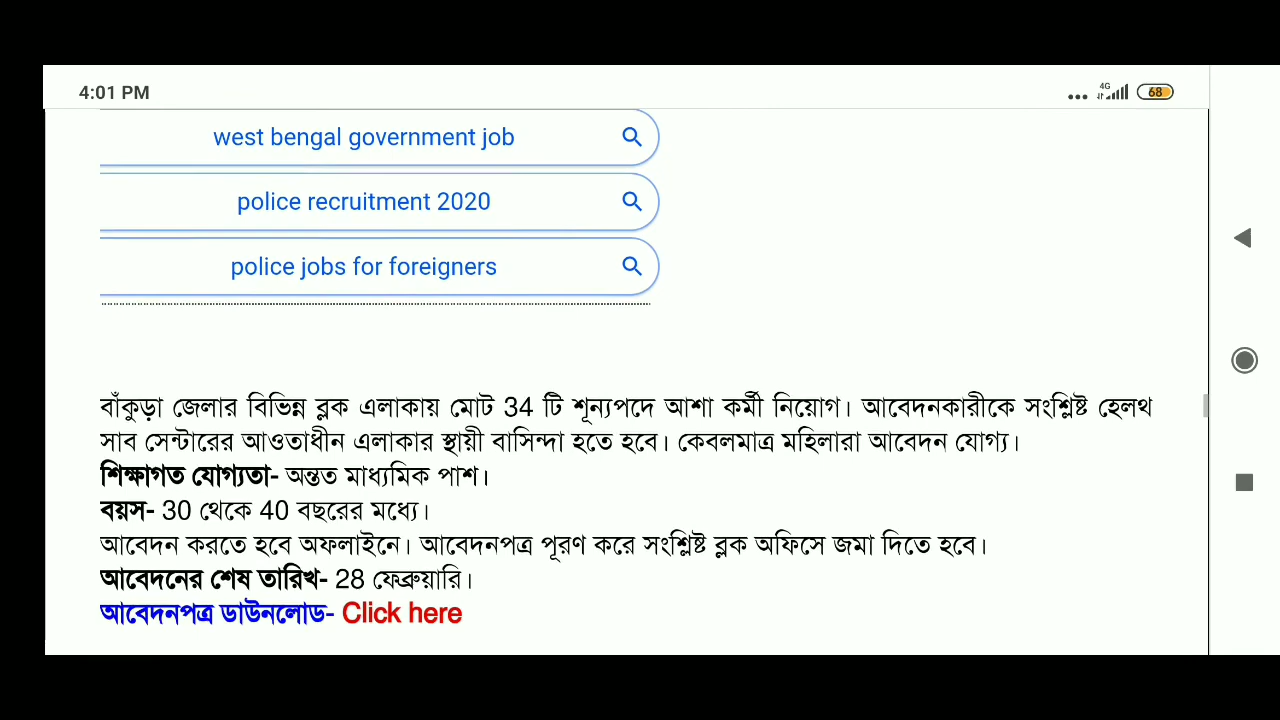 4:01 PM 4G 68
west bengal government job
police recruitment 2020
police jobs for foreigners
বাঁকুড়া জেলার বিভিন্ন ব্লক এলাকায় মোট 34 টি শূন্যপদে আশা কর্মী নিয়োগ। আবেদনকারীকে সংশ্লিষ্ট হেলথ
সাব সেন্টারের আওতাধীন এলাকার স্থায়ী বাসিন্দা হতে হবে। কেবলমাত্র মহিলারা আবেদন যোগ্য।
শিক্ষাগত যোগ্যতা- অন্তত মাধ্যমিক পাশ।
বয়স- 30 থেকে 40 বছরের মধ্যে।
আবেদন করতে হবে অফলাইনে। আবেদনপত্র পূরণ করে সংশ্লিষ্ট ব্লক অফিসে জমা দিতে হবে।
আবেদনের শেষ তারিখ- 28 ফেব্রুয়ারি।
আবেদনপত্র ডাউনলোড- Click here